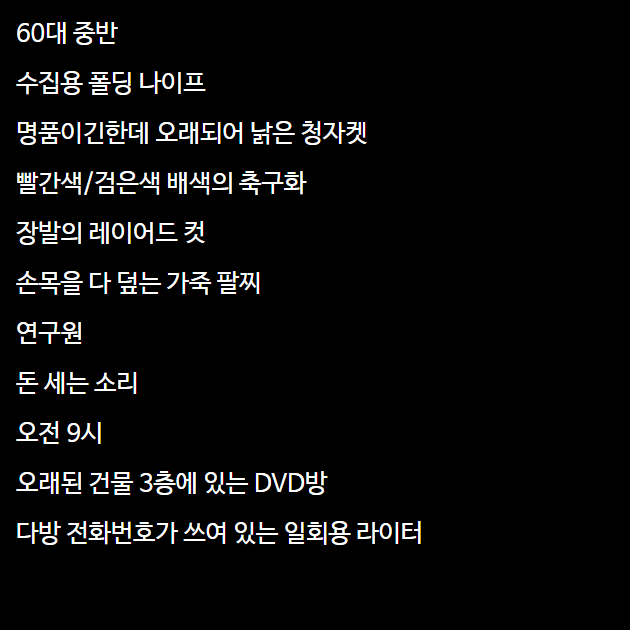 60대 중반
수집용 폴딩 나이프
명품이긴한데 오래되어 낡은 청자켓
빨간색/검은색 배색의 축구화
장발의 레이어드 컷
손목을 다 덮는 가죽 팔찌
연구원
돈 세는 소리
오전 9시
오래된 건물 3층에 있는 DVD방
다방 전화번호가 쓰여 있는 일회용 라이터